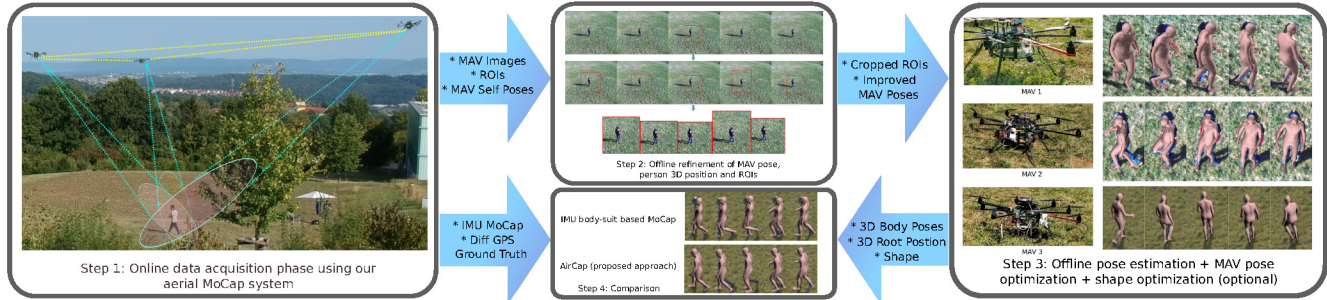 Step 1: Online data acquisition phase using our
aerial MoCap system
* MAV Images
* ROIs
* MAV Self Poses
* IMU MoCap
* Diff GPS
Ground Truth
Step 2: Offline refinement of MAV pose,
person 3D position and ROIs
IMU body-suit based MoCap
AirCap (proposed approach)
Step 4: Comparison
* Cropped ROIs
* Improved
MAV Poses
* 3D Body Poses
* 3D Root Postion
* Shape
MAV 1
MAV 2
MAV 3
Step 3: Offline pose estimation + MAV pose
optimization + shape optimization (optional)